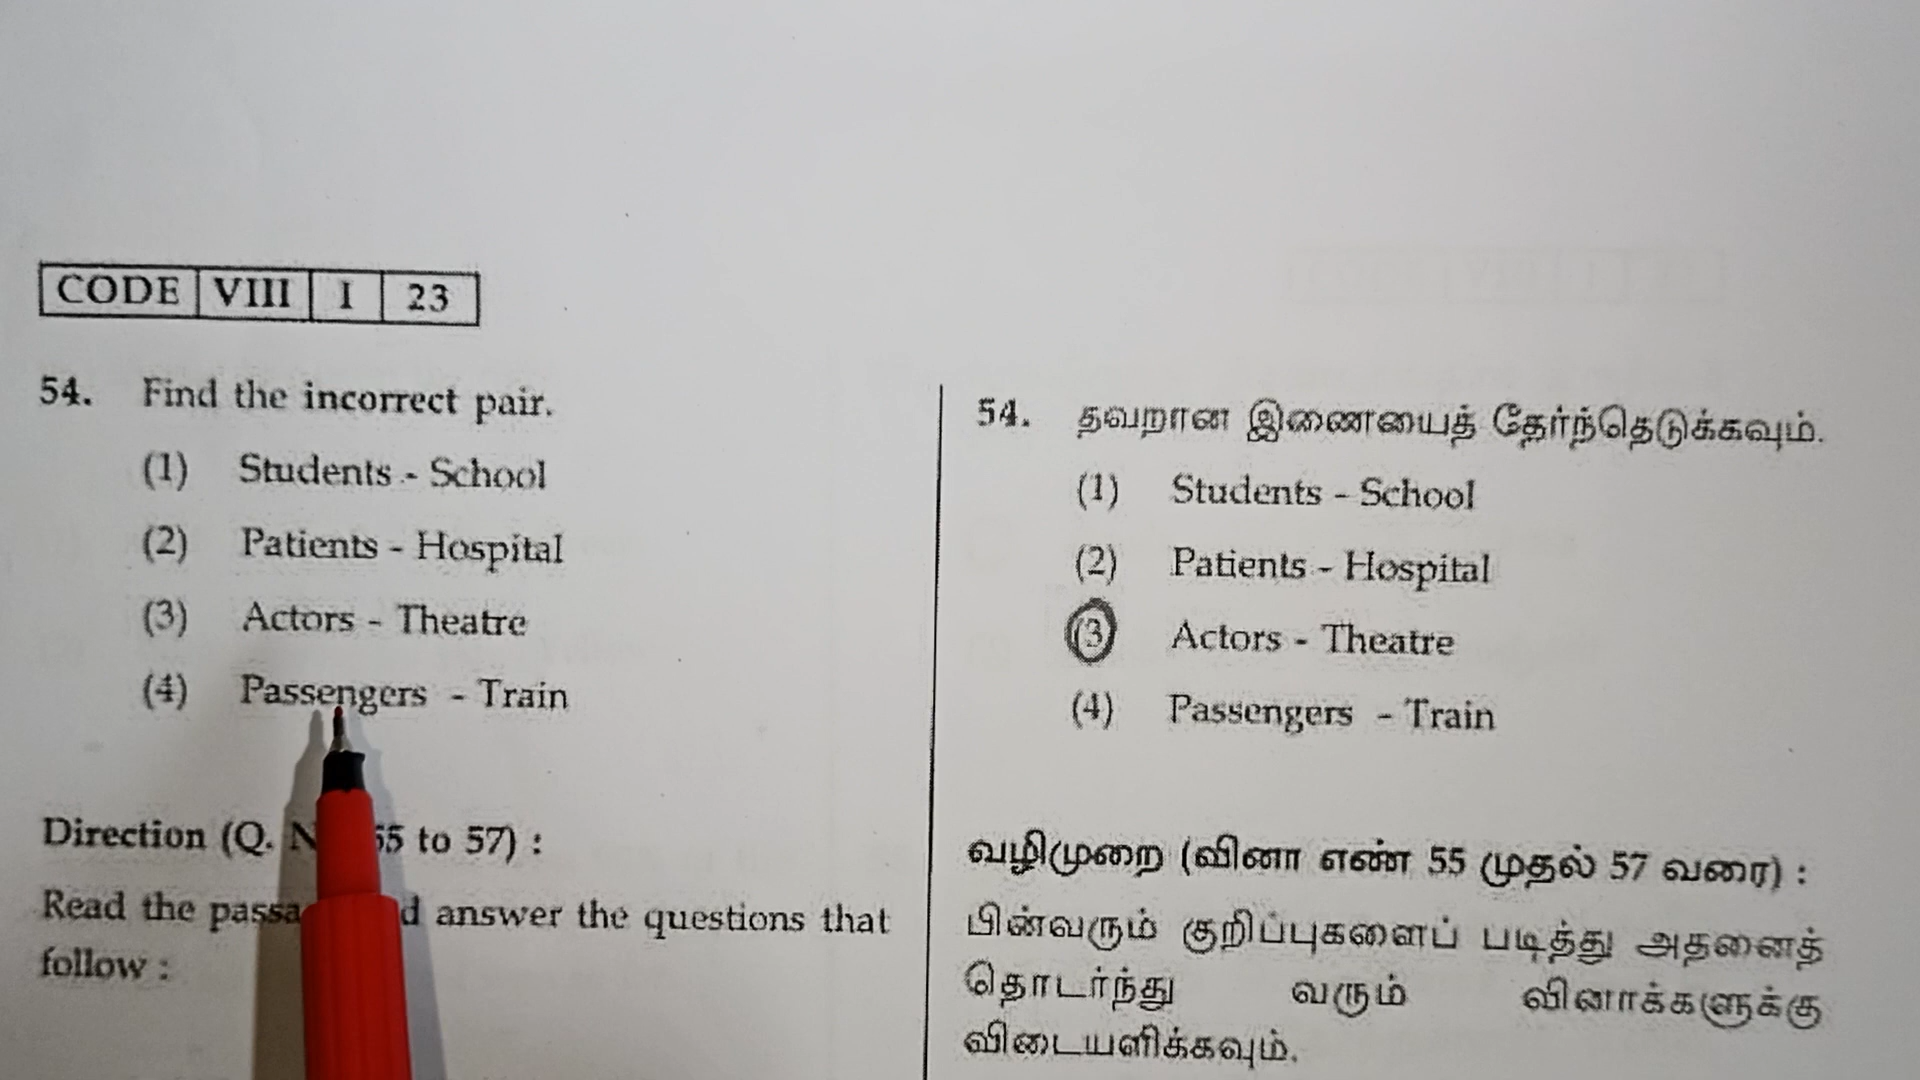 CODE VIII I 23
54. Find the incorrect pair.
(1) Students - School
(2) Patients - Hospital
(3) Actors - Theatre
(4) Passengers - Train
Direction (Q. 55 to 57) :
Read the answer the questions that
follow :
54. தவறான இணையைத் தேர்ந்தெடுக்கவும்.
(1) Students - School
(2) Patients - Hospital
(3) Actors - Theatre
(4) Passengers - Train
வழிமுறை (வினா எண் 55 முதல் 57 வரை) :
பின்வரும் குறிப்புகளைப் படித்து அதனைத்
தொடர்ந்து வரும் வினாக்களுக்கு
விடையளிக்கவும்.